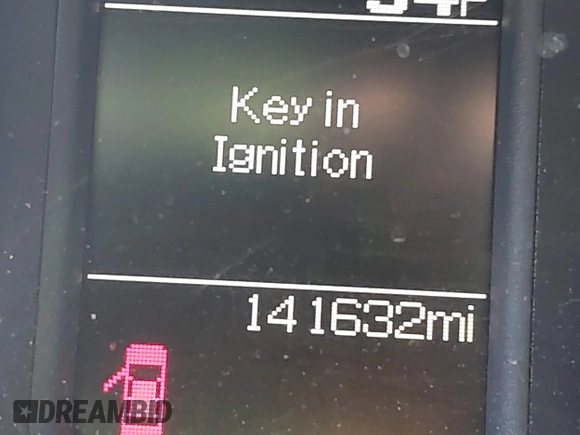 Key in
Ignition
141632mi
DREAMBID